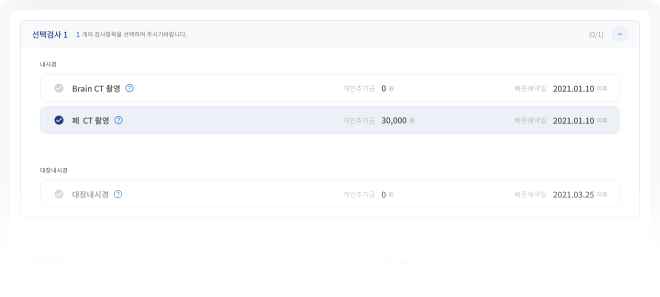 선택검사 1 1 개의 검사항목을 선택하여 주시기바랍니다. (0/1)
내시경
Brain CT 촬영 ? 개인추가금 0 원 빠른예약일 2021.01.10 이후
폐 CT 촬영 ? 개인추가금 30,000 원 빠른예약일 2021.01.10 이후
대장내시경
대장내시경 ? 개인추가금 0 원 빠른예약일 2021.03.25 이후